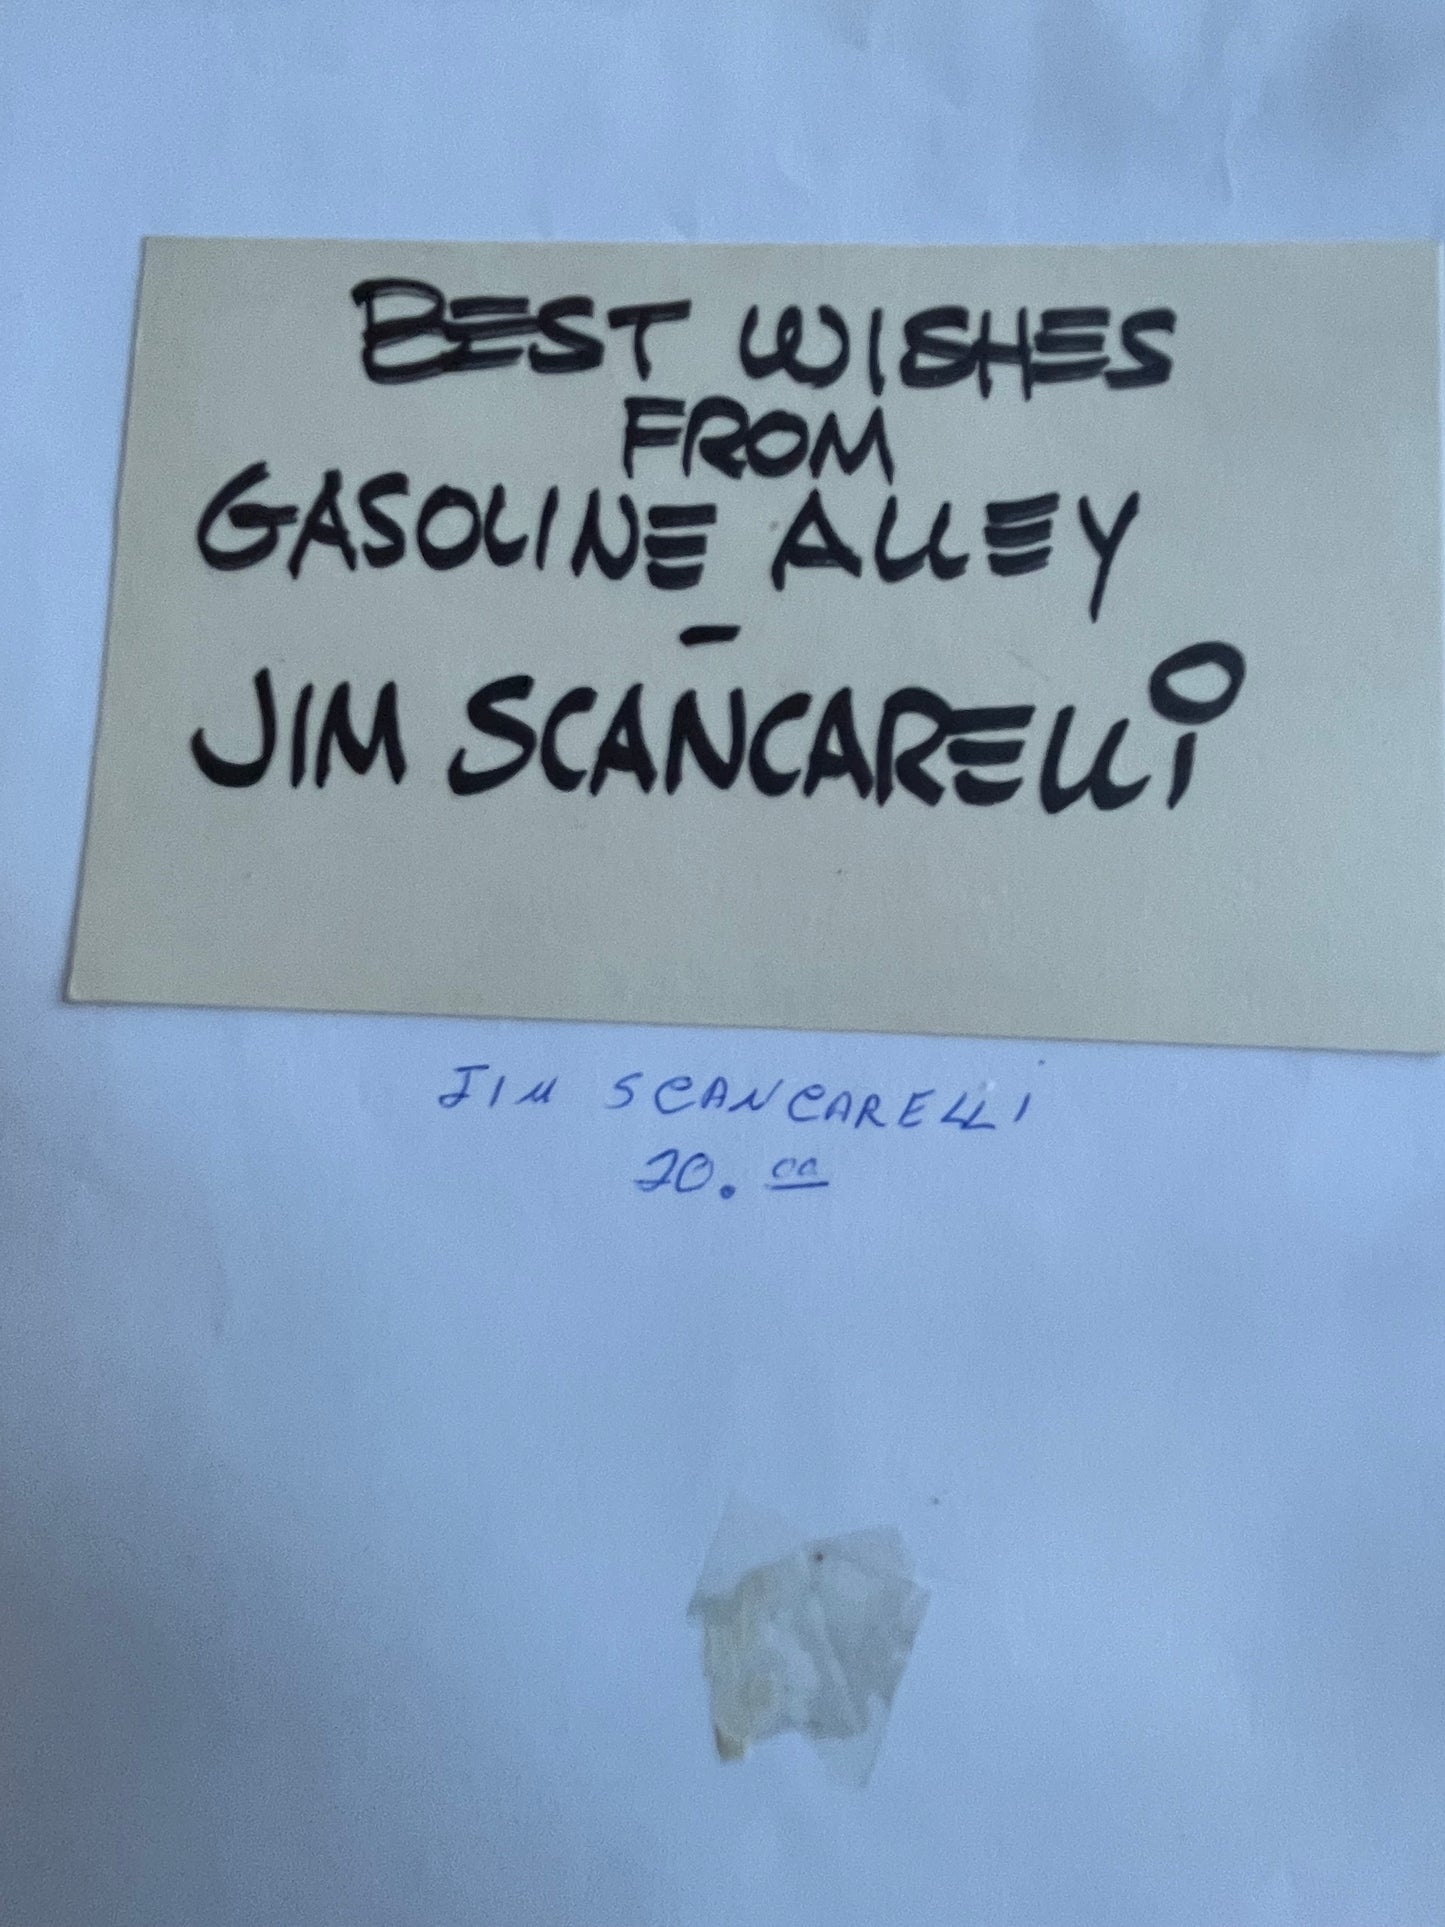 BEST WISHES
FROM
GASOLINE ALLEY
-
JIM SCANCARELLi
JIM SCANCARELLI
20. 00